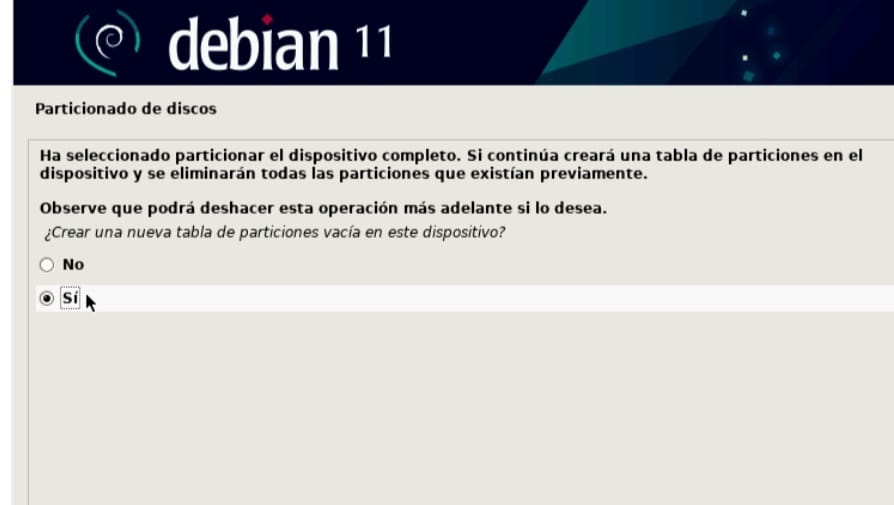 debian 11
Particionado de discos
Ha seleccionado particionar el dispositivo completo. Si continúa creará una tabla de particiones en el
dispositivo y se eliminarán todas las particiones que existían previamente.
Observe que podrá deshacer esta operación más adelante si lo desea.
¿Crear una nueva tabla de particiones vacía en este dispositivo?
No
Sí